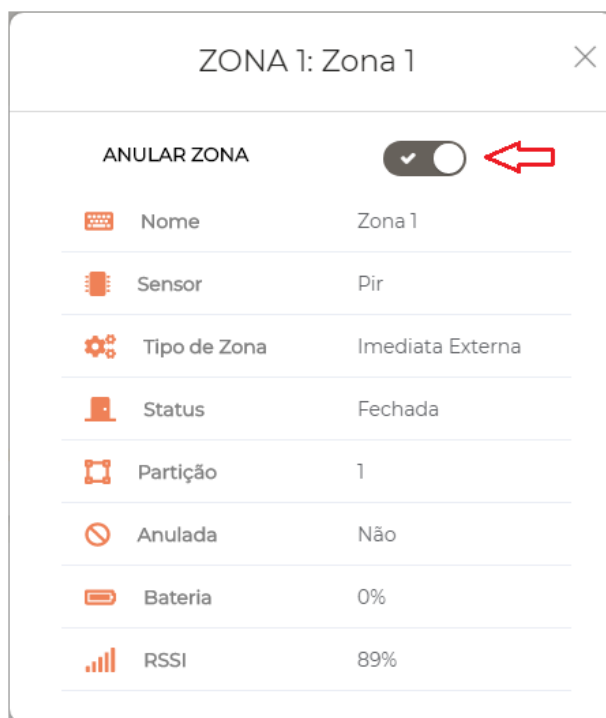 ZONA 1: Zona 1
ANULAR ZONA
Nome Zona 1
Sensor Pir
Tipo de Zona Imediata Externa
Status Fechada
Partição 1
Anulada Não
Bateria 0%
RSSI 89%